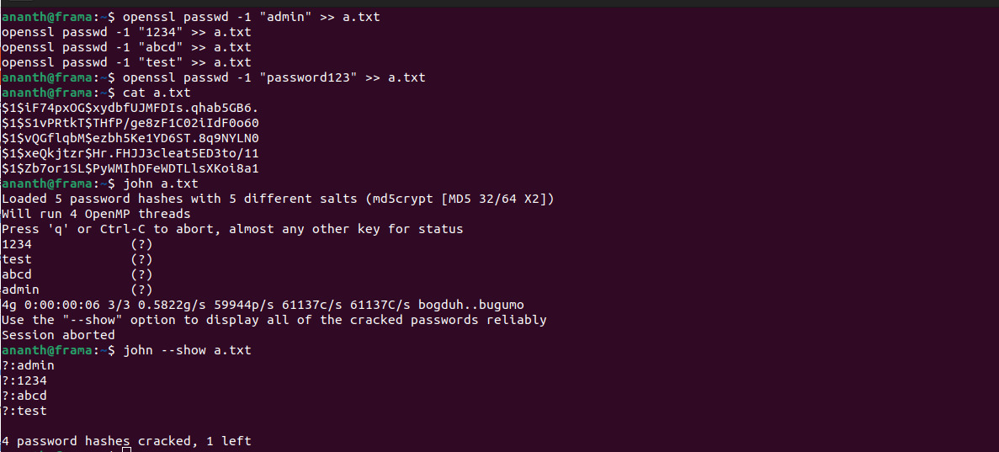 ananth@frama:~$ openssl passwd -1 "admin" >> a.txt
openssl passwd -1 "1234" >> a.txt
openssl passwd -1 "abcd" >> a.txt
openssl passwd -1 "test" >> a.txt
ananth@frama:~$ openssl passwd -1 "password123" >> a.txt
ananth@frama:~$ cat a.txt
$1$iF74pxOG$xydbfUJMFDIs.qhab5GB6.
$1$S1vPRtkT$THfP/ge8zF1C02iIdF0o60
$1$vQGflqbM$ezbh5Ke1YD6ST.8q9NYLN0
$1$xeQkjtzr$Hr.FHJJ3cleat5ED3to/11
$1$Zb7or1SL$PyWMIhDFeWDTLlsXKoi8a1
ananth@frama:~$ john a.txt
Loaded 5 password hashes with 5 different salts (md5crypt [MD5 32/64 X2])
Will run 4 OpenMP threads
Press 'q' or Ctrl-C to abort, almost any other key for status
1234             (?)
test             (?)
abcd             (?)
admin            (?)
4g 0:00:00:06 3/3 0.5822g/s 59944p/s 61137c/s 61137C/s bogduh..bugumo
Use the "--show" option to display all of the cracked passwords reliably
Session aborted
ananth@frama:~$ john --show a.txt
?:admin
?:1234
?:abcd
?:test
4 password hashes cracked, 1 left